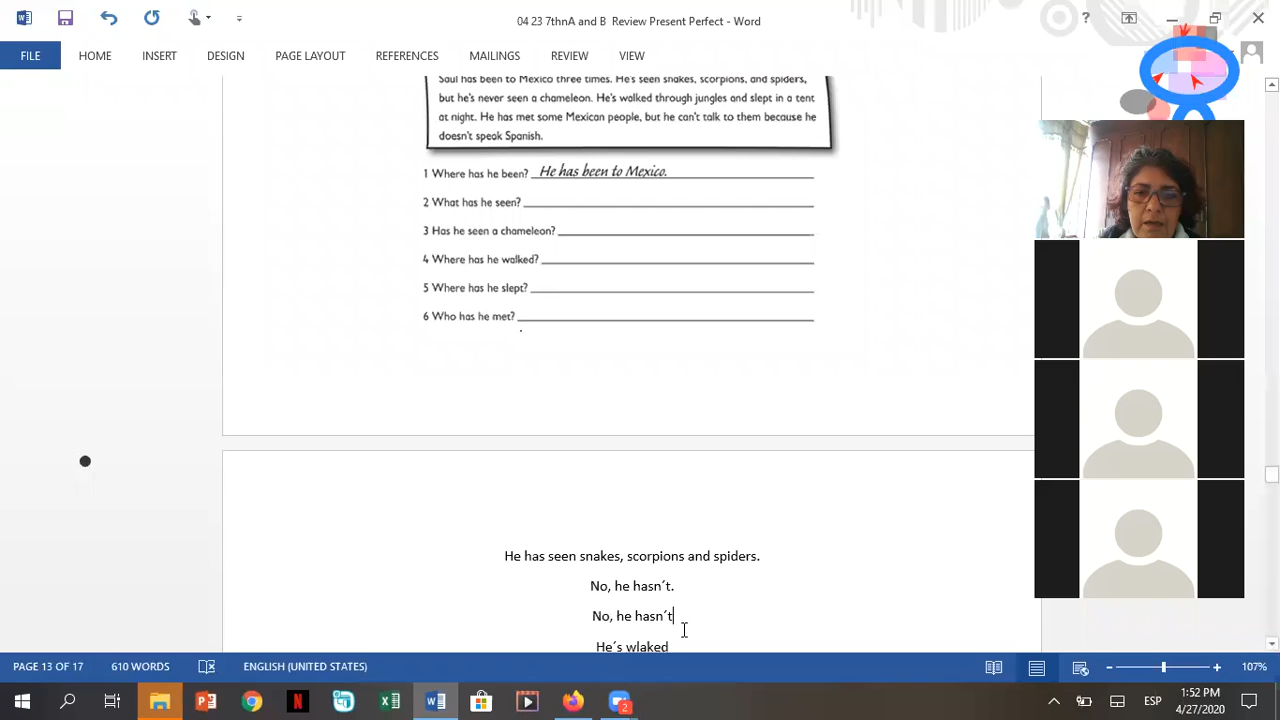 04 23 7thnA and B  Review Present Perfect - Word
?
FILE
HOME
INSERT
DESIGN
PAGE LAYOUT
REFERENCES
MAILINGS
REVIEW
VIEW
Saul has been to Mexico three times. He's seen snakes, scorpions, and spiders,
but he's never seen a chameleon. He's walked through jungles and slept in a tent
at night. He has met some Mexican people, but he can't talk to them because he
doesn't speak Spanish.
1 Where has he been? He has been to Mexico.
2 What has he seen?
3 Has he seen a chameleon?
4 Where has he walked?
5 Where has he slept?
6 Who has he met?
He has seen snakes, scorpions and spiders.
No, he hasn´t.
No, he hasn´t
He´s wlaked
PAGE 13 OF 17
610 WORDS
ENGLISH (UNITED STATES)
107%
2
ESP
1:52 PM
4/27/2020